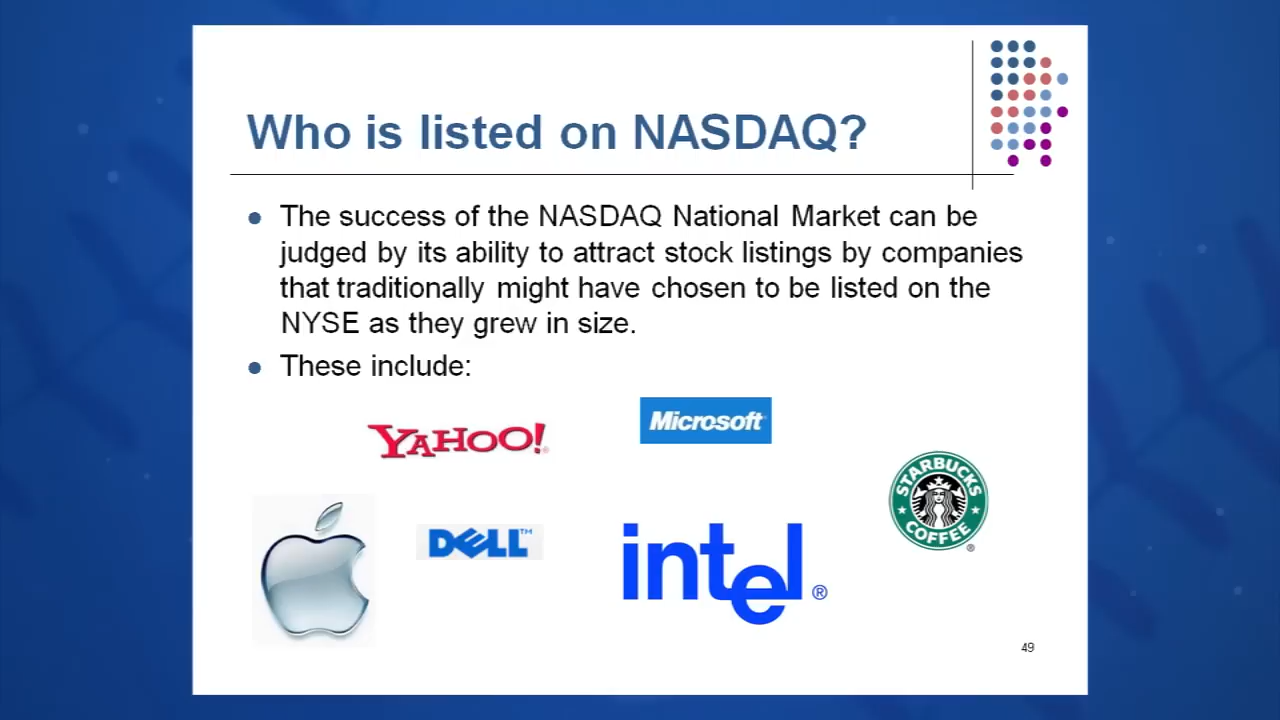 Who is listed on NASDAQ?
The success of the NASDAQ National Market can be
judged by its ability to attract stock listings by companies
that traditionally might have chosen to be listed on the
NYSE as they grew in size.
These include:
YAHOO!®
Microsoft
STARBUCKS
COFFEE
®
DELL™
intel®
49